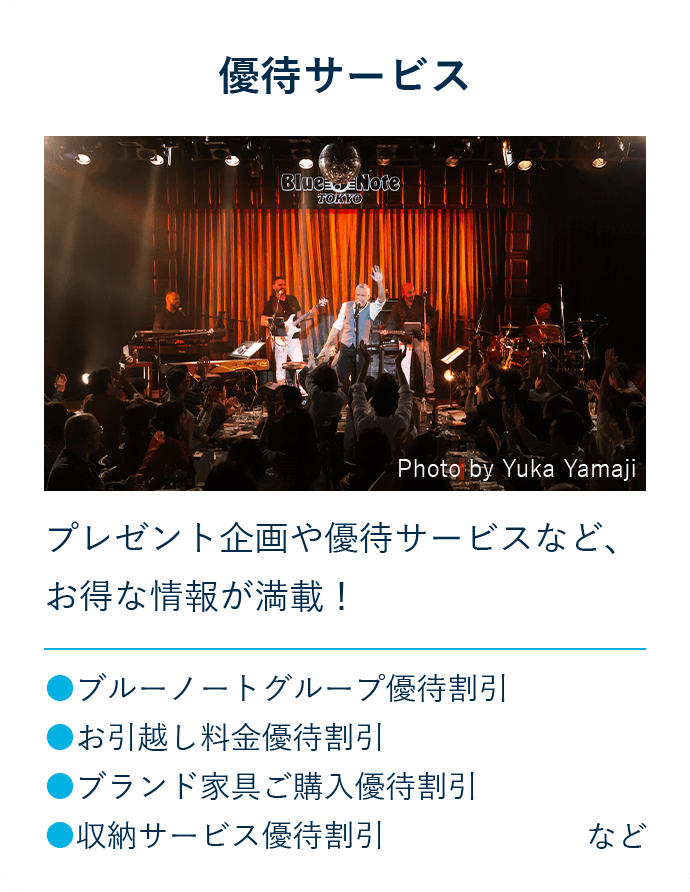 優待サービス
Blue Note
TOKYO
Photo by Yuka Yamaji
プレゼント企画や優待サービスなど、
お得な情報が満載！
●ブルーノートグループ優待割引
●お引越し料金優待割引
●ブランド家具ご購入優待割引
●収納サービス優待割引 など